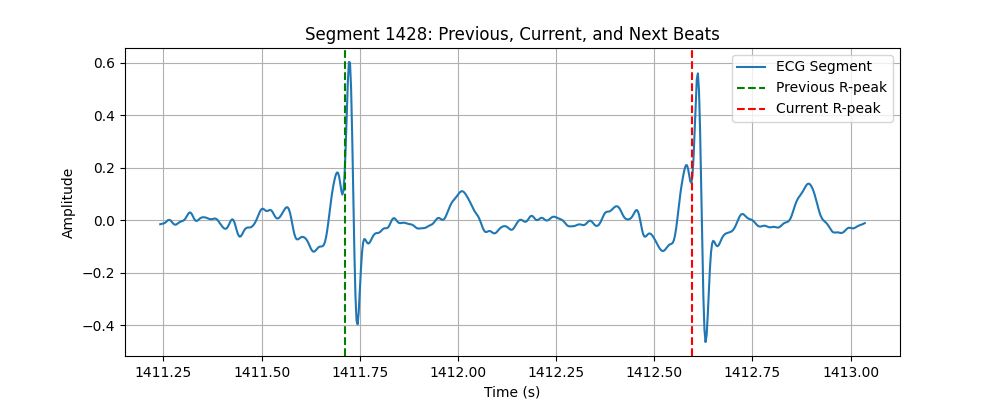 Segment 1428: Previous, Current, and Next Beats
ECG Segment
Previous R-peak
Current R-peak
Amplitude
0.6
0.4
0.2
0.0
−0.2
−0.4
1411.25 1411.50 1411.75 1412.00 1412.25 1412.50 1412.75 1413.00
Time (s)